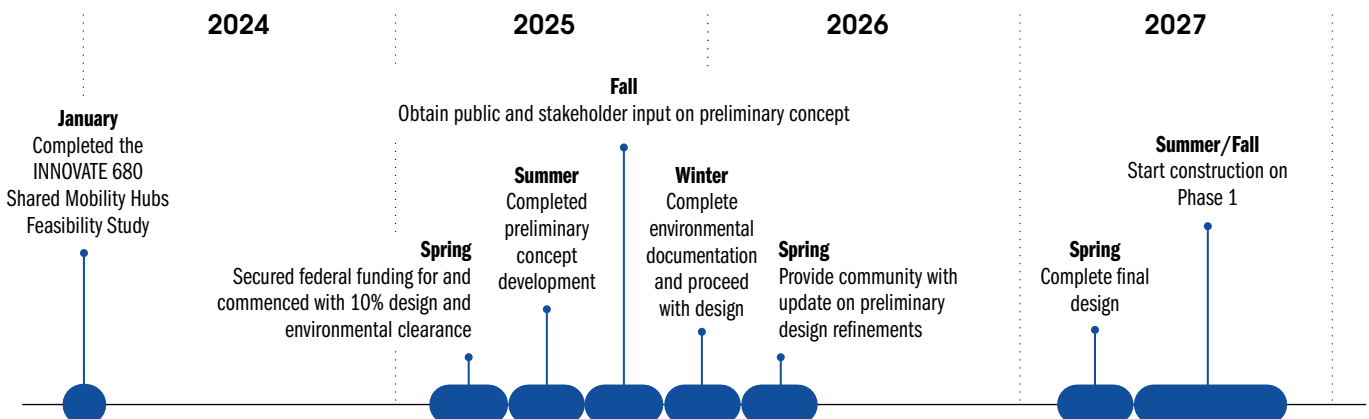 2024
2025
2026
2027
January
Completed the
INNOVATE 680
Shared Mobility Hubs
Feasibility Study
Spring
Secured federal funding for and
commenced with 10% design and
environmental clearance
Summer
Completed
preliminary
concept
development
Fall
Obtain public and stakeholder input on preliminary concept
Winter
Complete
environmental
documentation
and proceed
with design
Spring
Provide community with
update on preliminary
design refinements
Spring
Complete final
design
Summer/Fall
Start construction on
Phase 1